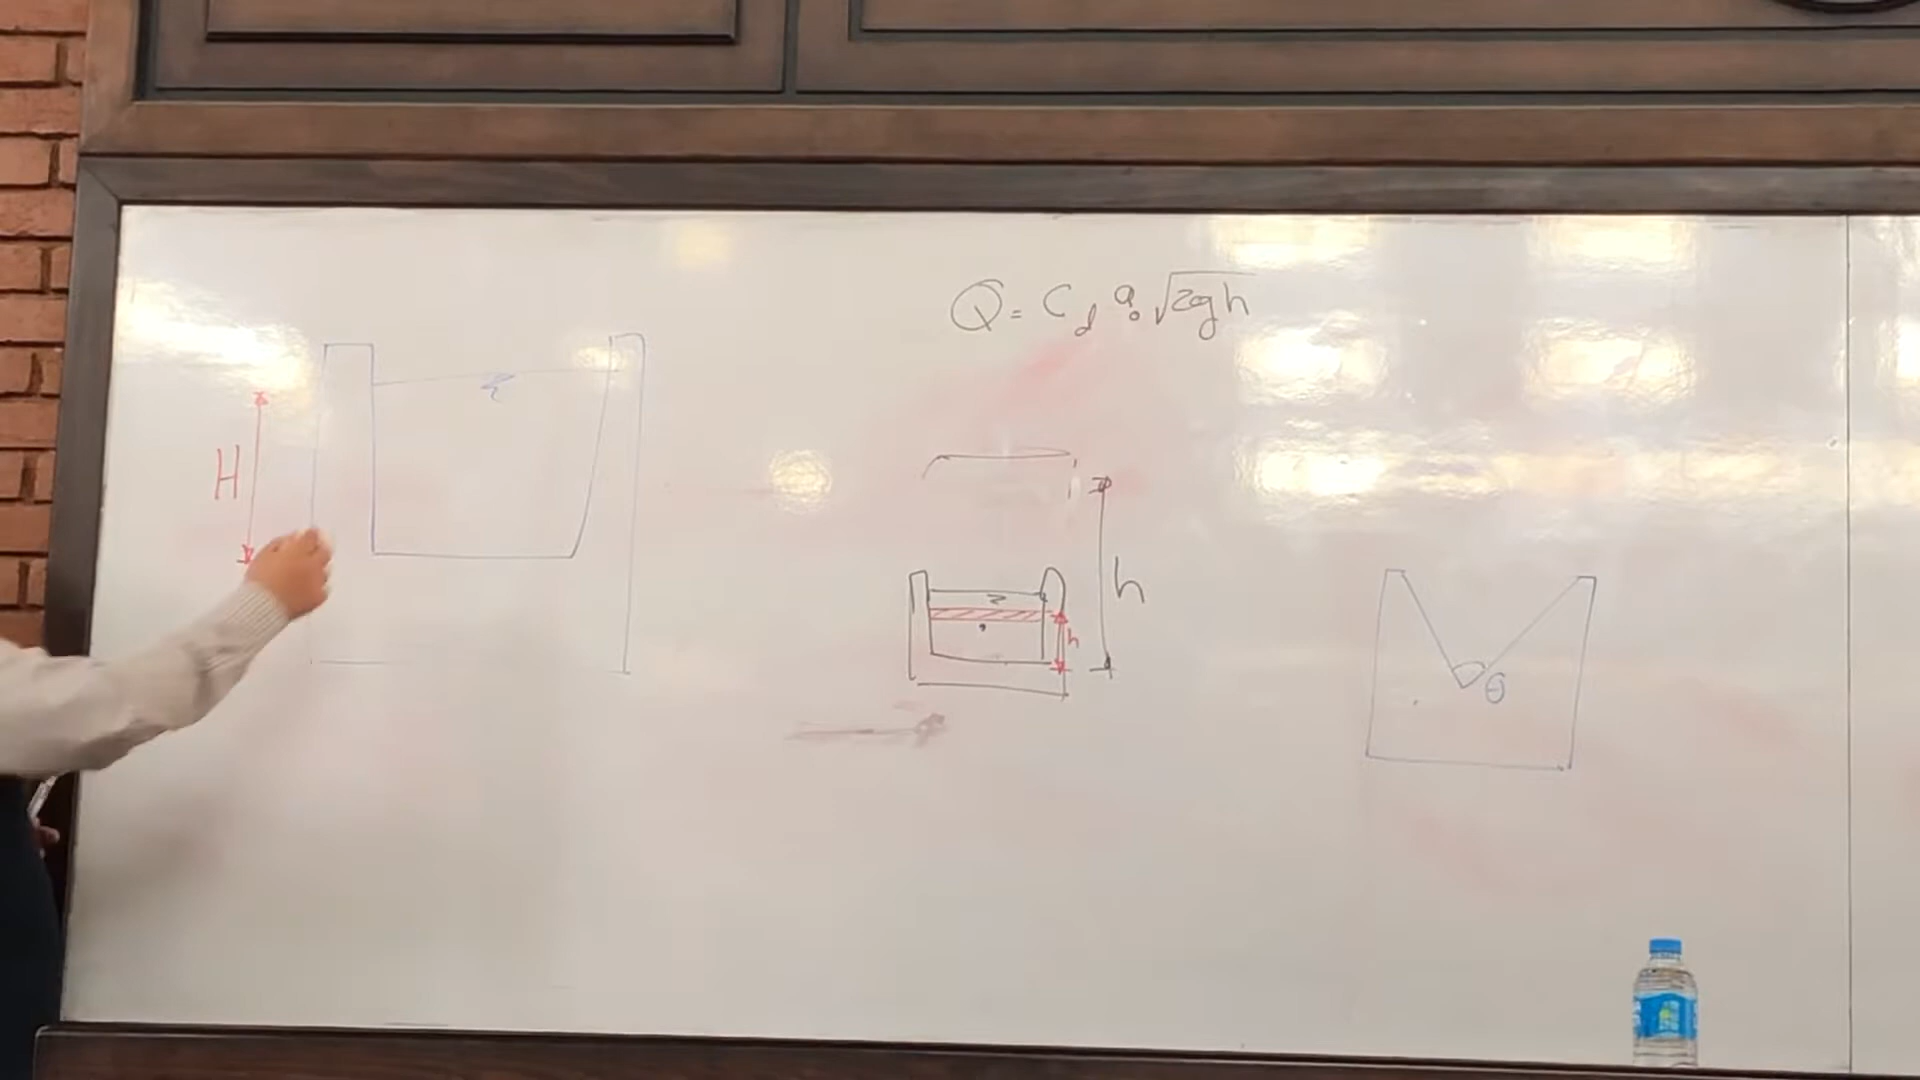 Q = C_d a_o √2gh
H
h
h
θ